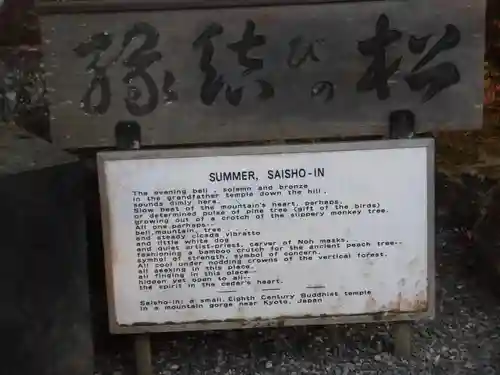 縁結びの松
SUMMER, SAISHO-IN
The evening bell, solemn and bronze
in the grandfather temple down the hill,
sounds dimly here.
Slow beat of the mountain's heart, perhaps,
or determined pulse of pine tree (gift of the birds)
growing out of a crotch of the slippery monkey tree.
All one perhaps--
bell, mountain, tree
and steady cicada vibratto
and little white dog
and quiet artist-priest, carver of Noh masks,
fashioning a bamboo crutch for the ancient peach tree--
symbol of strength, symbol of concern.
All cool under nodding crowns of the vertical forest.
all seeking in this place
all finding in this place--
hidden yet open to all--
the spirit in the cedar's heart.
Saisho-in: a small Eighth Century Buddhist temple
in a mountain gorge near Kyoto, Japan